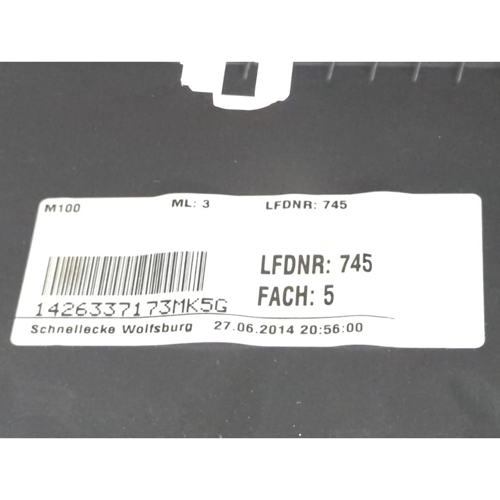 M100 ML: 3 LFDNR: 745
LFDNR: 745
1426337173MK5G FACH: 5
Schnellecke Wolfsburg 27.06.2014 20:56:00